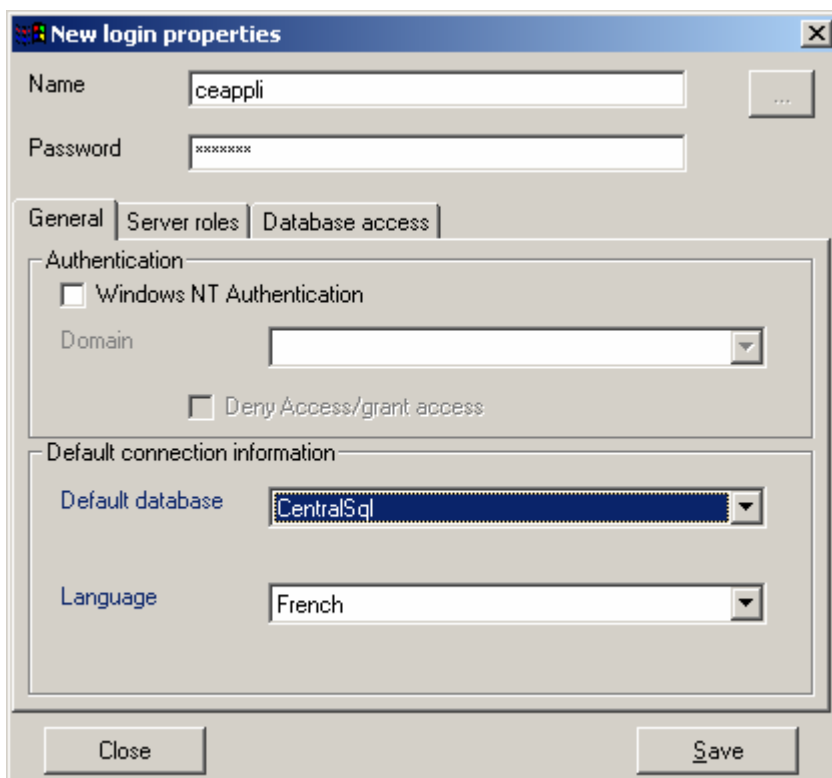 New login properties
Name ceappli ...
Password *******
General Server roles Database access
Authentication
Windows NT Authentication
Domain
Deny Access/grant access
Default connection information
Default database CentralSql
Language French
Close Save